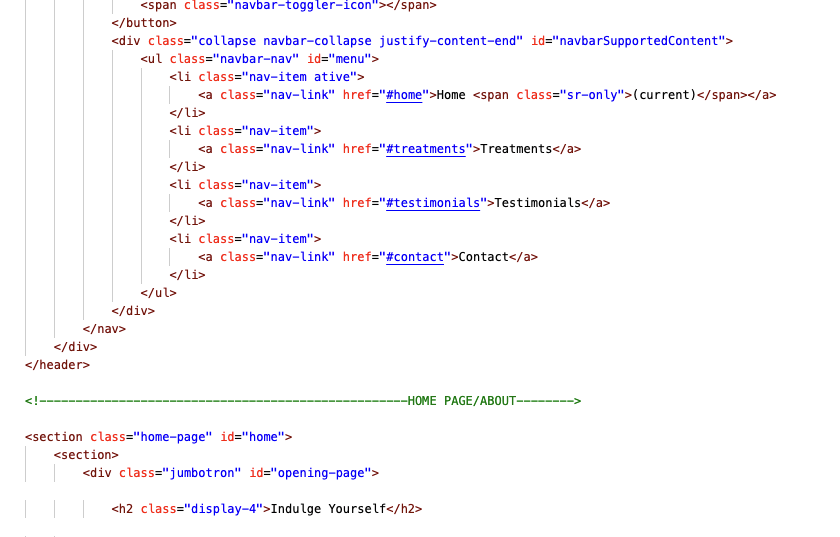 <span class="navbar-toggler-icon"></span>
</button>
<div class="collapse navbar-collapse justify-content-end" id="navbarSupportedContent">
<ul class="navbar-nav" id="menu">
<li class="nav-item ative">
<a class="nav-link" href="#home">Home <span class="sr-only">(current)</span></a>
</li>
<li class="nav-item">
<a class="nav-link" href="#treatments">Treatments</a>
</li>
<li class="nav-item">
<a class="nav-link" href="#testimonials">Testimonials</a>
</li>
<li class="nav-item">
<a class="nav-link" href="#contact">Contact</a>
</li>
</ul>
</div>
</nav>
</div>
</header>
<!---------------------------------------------------HOME PAGE/ABOUT-------->
<section class="home-page" id="home">
<section>
<div class="jumbotron" id="opening-page">
<h2 class="display-4">Indulge Yourself</h2>